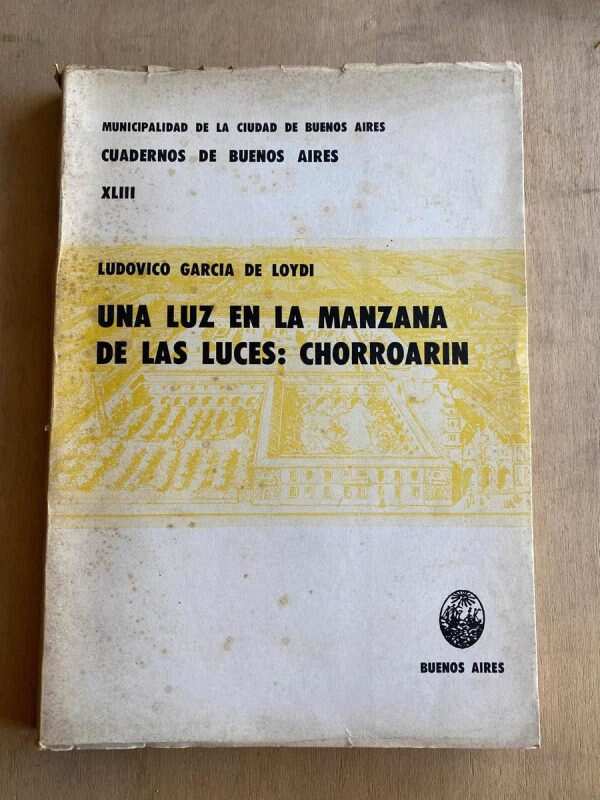 MUNICIPALIDAD DE LA CIUDAD DE BUENOS AIRES
CUADERNOS DE BUENOS AIRES
XLIII
LUDOVICO GARCIA DE LOYDI
UNA LUZ EN LA MANZANA
DE LAS LUCES: CHORROARIN
BUENOS AIRES